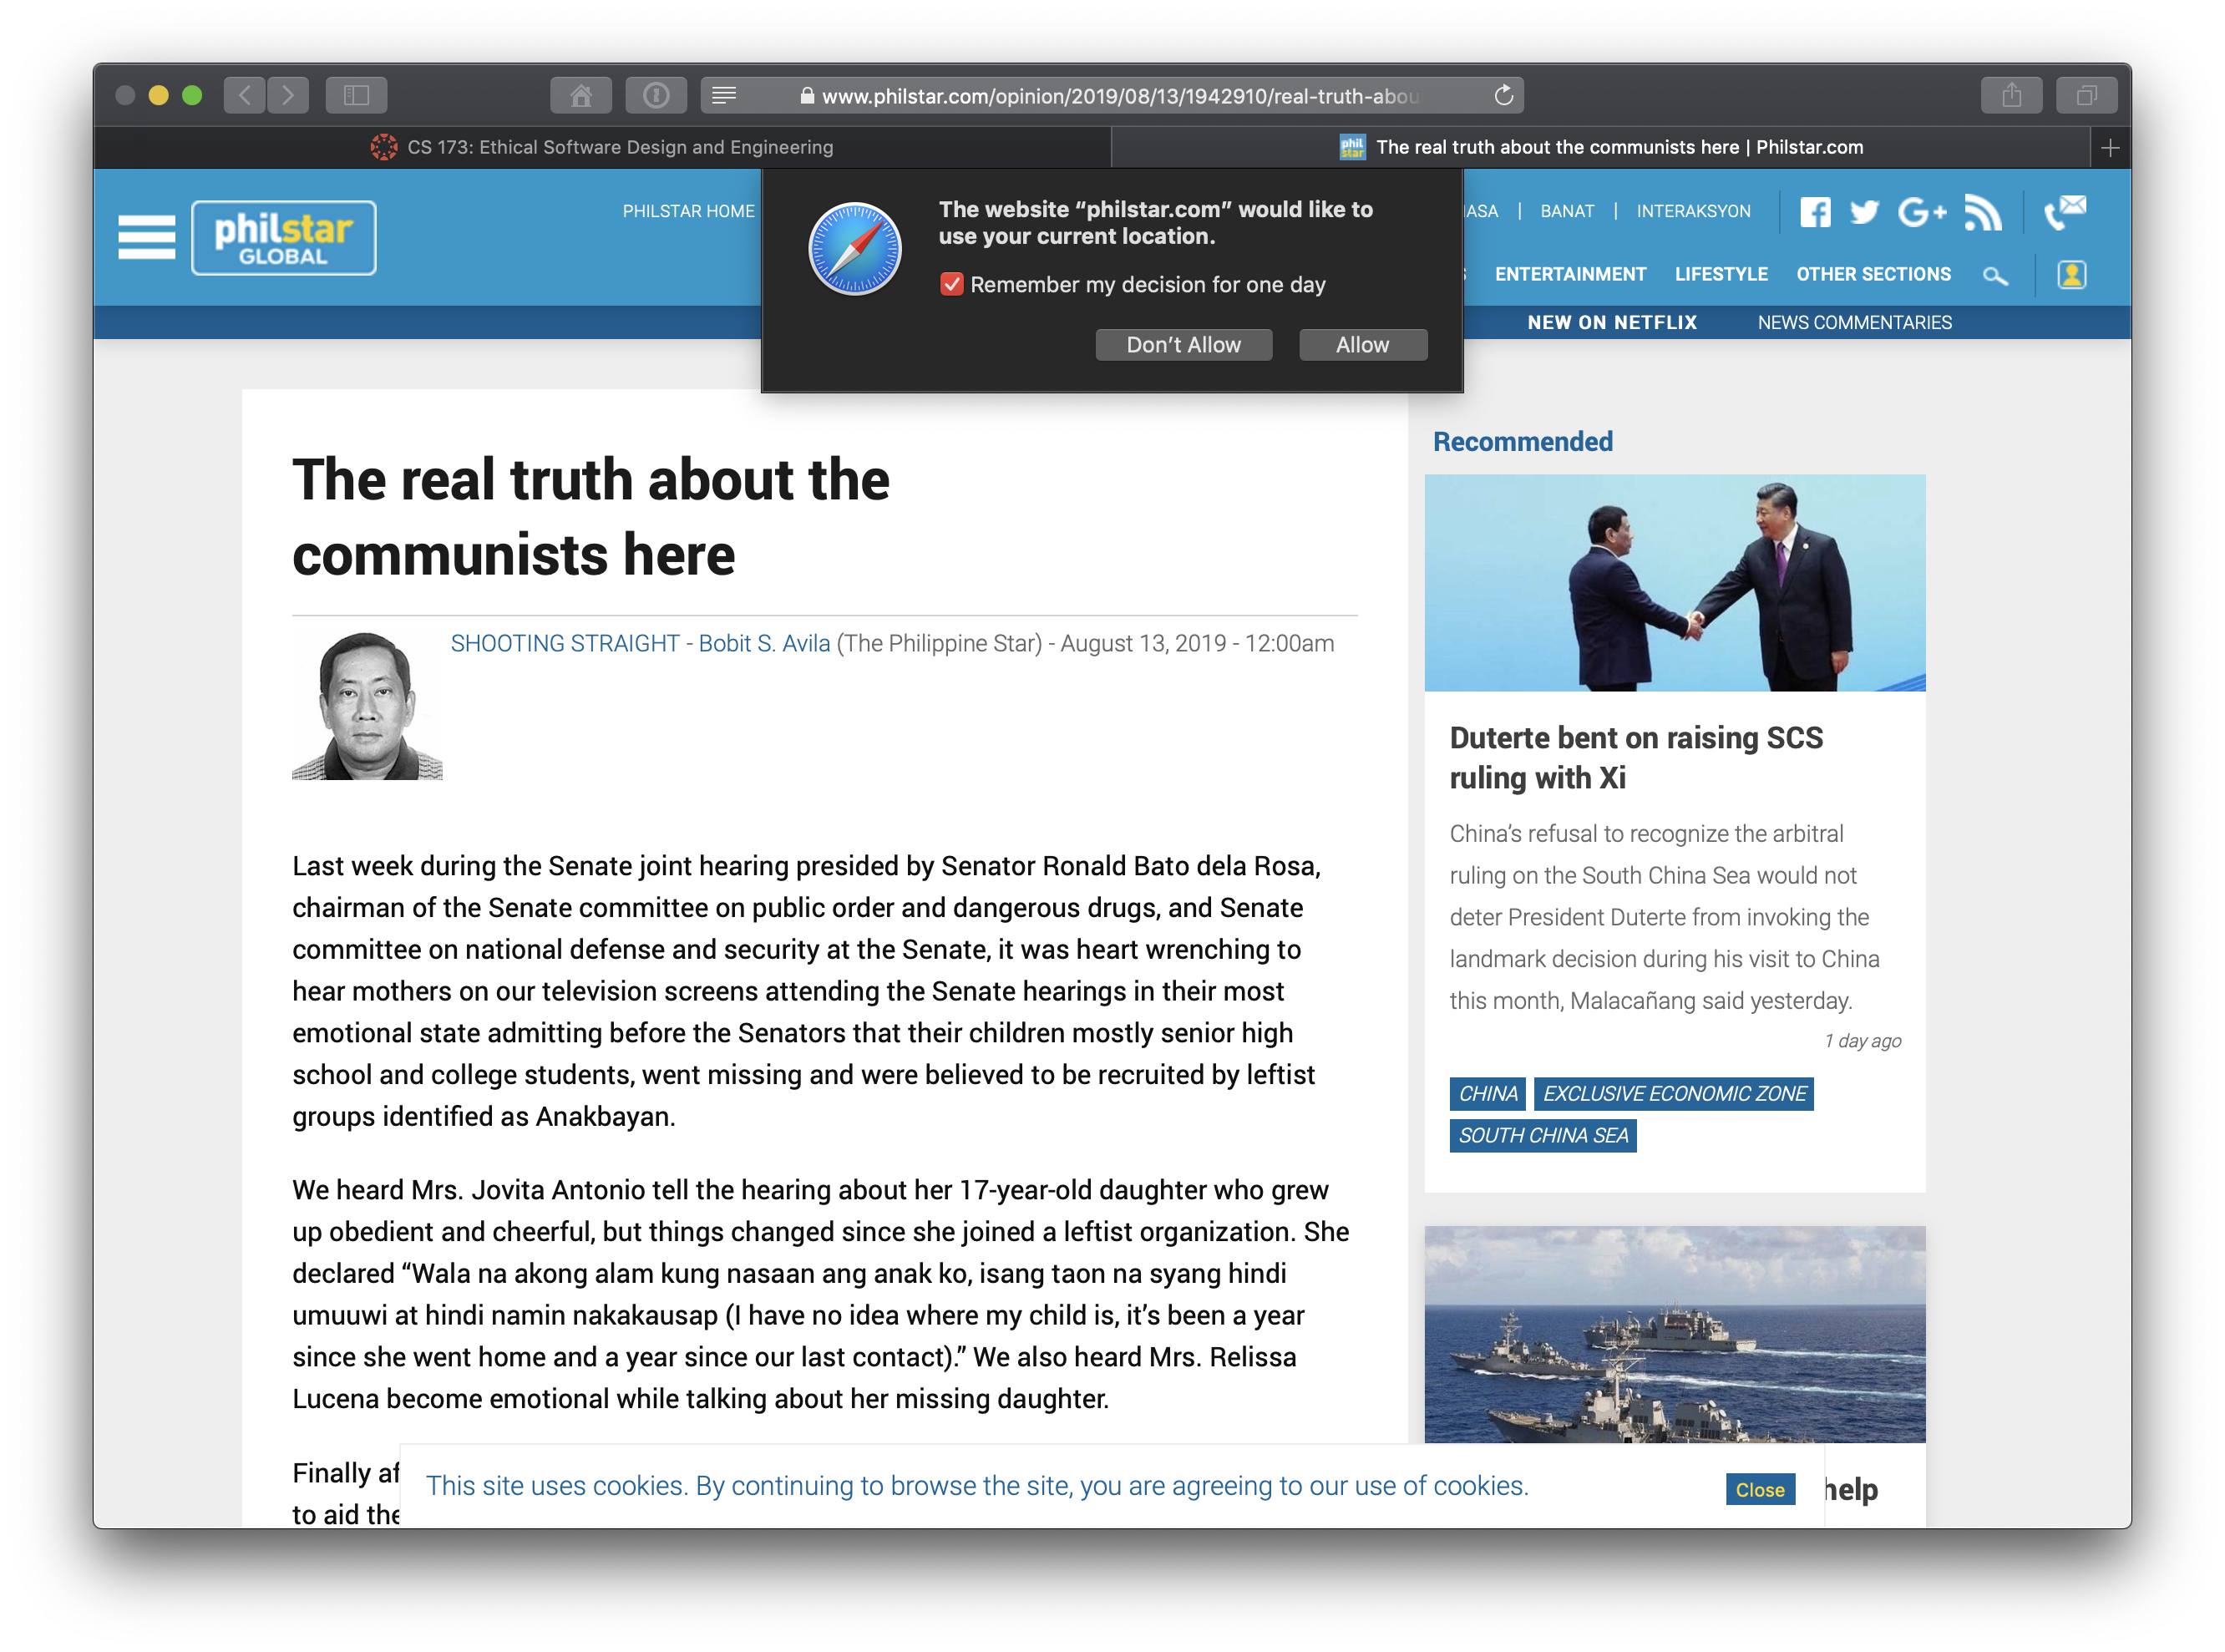 www.philstar.com/opinion/2019/08/13/1942910/real-truth-abou
CS 173: Ethical Software Design and Engineering
phil
star
The real truth about the communists here | Philstar.com
philstar
GLOBAL
PHILSTAR HOME
BANAT | INTERAKSYON
ENTERTAINMENT LIFESTYLE OTHER SECTIONS
NEW ON NETFLIX NEWS COMMENTARIES
The website “philstar.com” would like to
use your current location.
Remember my decision for one day
Don’t Allow Allow
The real truth about the
communists here
SHOOTING STRAIGHT - Bobit S. Avila (The Philippine Star) - August 13, 2019 - 12:00am
Last week during the Senate joint hearing presided by Senator Ronald Bato dela Rosa,
chairman of the Senate committee on public order and dangerous drugs, and Senate
committee on national defense and security at the Senate, it was heart wrenching to
hear mothers on our television screens attending the Senate hearings in their most
emotional state admitting before the Senators that their children mostly senior high
school and college students, went missing and were believed to be recruited by leftist
groups identified as Anakbayan.
We heard Mrs. Jovita Antonio tell the hearing about her 17-year-old daughter who grew
up obedient and cheerful, but things changed since she joined a leftist organization. She
declared “Wala na akong alam kung nasaan ang anak ko, isang taon na syang hindi
umuuwi at hindi namin nakakausap (I have no idea where my child is, it’s been a year
since she went home and a year since our last contact).” We also heard Mrs. Relissa
Lucena become emotional while talking about her missing daughter.
Finally af
to aid the
Recommended
Duterte bent on raising SCS
ruling with Xi
China’s refusal to recognize the arbitral
ruling on the South China Sea would not
deter President Duterte from invoking the
landmark decision during his visit to China
this month, Malacañang said yesterday.
1 day ago
CHINA EXCLUSIVE ECONOMIC ZONE
SOUTH CHINA SEA
help
This site uses cookies. By continuing to browse the site, you are agreeing to our use of cookies.
Close